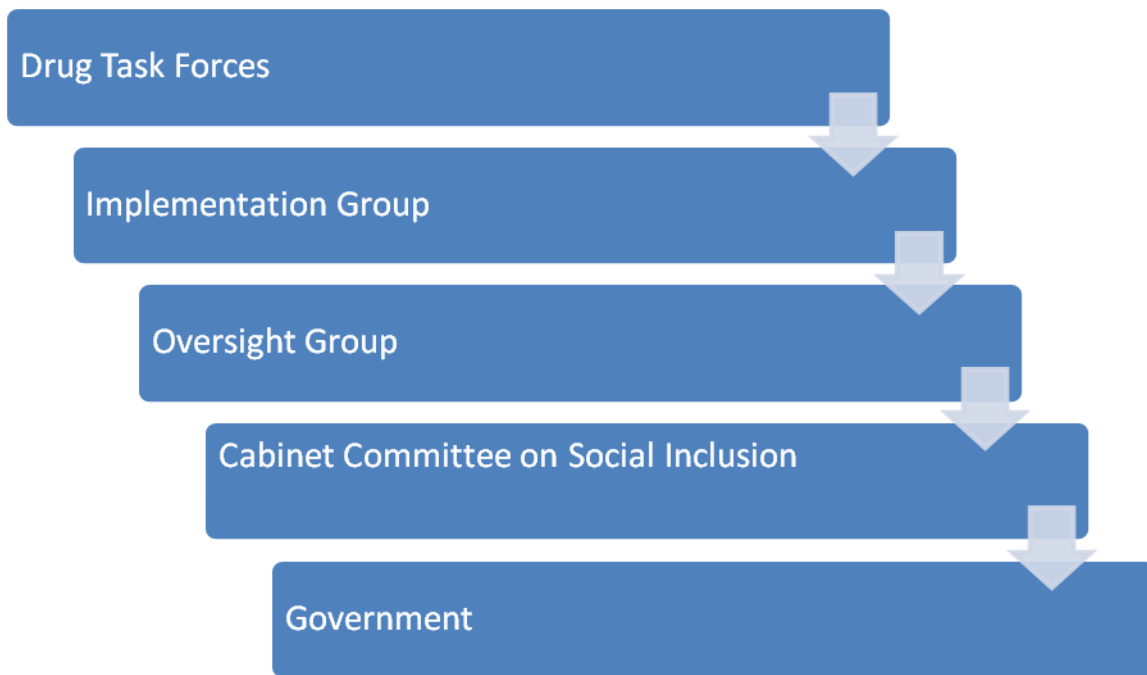 Drug Task Forces
Implementation Group
Oversight Group
Cabinet Committee on Social Inclusion
Government